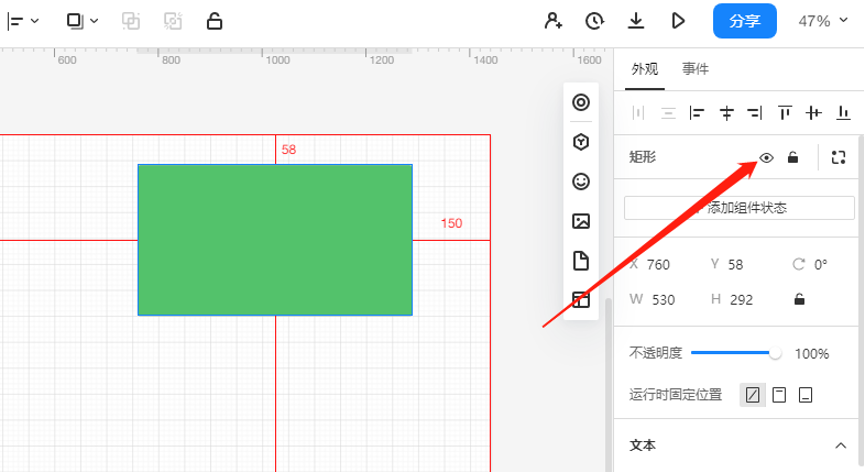 分享
47%
600
800
1000
1200
1400
1600
外观 事件
58
矩形
添加组件状态
150
X 760 Y 58 0°
W 530 H 292
不透明度 100%
运行时固定位置
文本